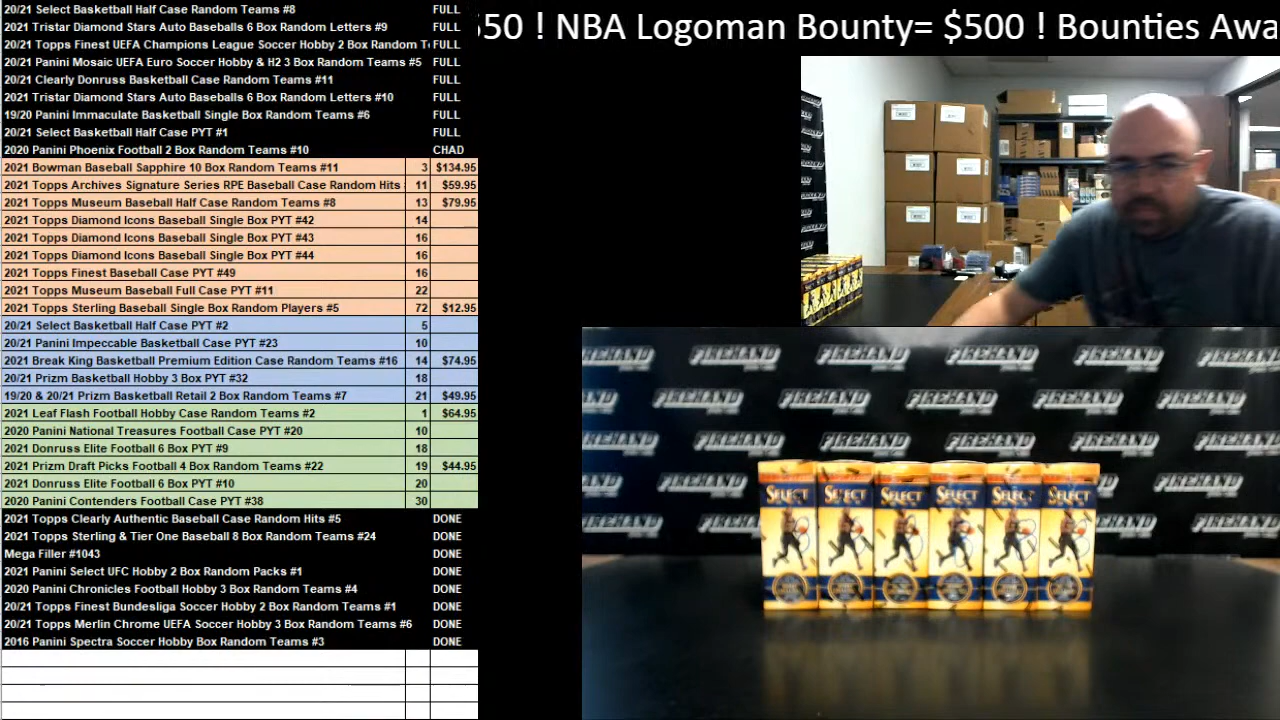 20/21 Select Basketball Half Case Random Teams #8 FULL
2021 Tristar Diamond Stars Auto Baseballs 6 Box Random Letters #9 FULL
20/21 Topps Finest UEFA Champions League Soccer Hobby 2 Box Random T FULL
20/21 Panini Mosaic UEFA Euro Soccer Hobby & H2 3 Box Random Teams #5 FULL
20/21 Clearly Donruss Basketball Case Random Teams #11 FULL
2021 Tristar Diamond Stars Auto Baseballs 6 Box Random Letters #10 FULL
19/20 Panini Immaculate Basketball Single Box Random Teams #6 FULL
20/21 Select Basketball Half Case PYT #1 FULL
2020 Panini Phoenix Football 2 Box Random Teams #10 CHAD
2021 Bowman Baseball Sapphire 10 Box Random Teams #11 3 $134.95
2021 Topps Archives Signature Series RPE Baseball Case Random Hits 11 $59.95
2021 Topps Museum Baseball Half Case Random Teams #8 13 $79.95
2021 Topps Diamond Icons Baseball Single Box PYT #42 14
2021 Topps Diamond Icons Baseball Single Box PYT #43 16
2021 Topps Diamond Icons Baseball Single Box PYT #44 16
2021 Topps Finest Baseball Case PYT #49 16
2021 Topps Museum Baseball Full Case PYT #11 22
2021 Topps Sterling Baseball Single Box Random Players #5 72 $12.95
20/21 Select Basketball Half Case PYT #2 5
20/21 Panini Impeccable Basketball Case PYT #23 10
2021 Break King Basketball Premium Edition Case Random Teams #16 14 $74.95
20/21 Prizm Basketball Hobby 3 Box PYT #32 18
19/20 & 20/21 Prizm Basketball Retail 2 Box Random Teams #7 21 $49.95
2021 Leaf Flash Football Hobby Case Random Teams #2 1 $64.95
2020 Panini National Treasures Football Case PYT #20 10
2021 Donruss Elite Football 6 Box PYT #9 18
2021 Prizm Draft Picks Football 4 Box Random Teams #22 19 $44.95
2021 Donruss Elite Football 6 Box PYT #10 20
2020 Panini Contenders Football Case PYT #38 30
2021 Topps Clearly Authentic Baseball Case Random Hits #5 DONE
2021 Topps Sterling & Tier One Baseball 8 Box Random Teams #24 DONE
Mega Filler #1043 DONE
2021 Panini Select UFC Hobby 2 Box Random Packs #1 DONE
2020 Panini Chronicles Football Hobby 3 Box Random Teams #4 DONE
20/21 Topps Finest Bundesliga Soccer Hobby 2 Box Random Teams #1 DONE
20/21 Topps Merlin Chrome UEFA Soccer Hobby 3 Box Random Teams #6 DONE
2016 Panini Spectra Soccer Hobby Box Random Teams #3 DONE
50 ! NBA Logoman Bounty= $500 ! Bounties Awa
FIREHAND FIREHAND FIREHAND FIREHAND FIREHAND FIREHAND
SELECT SELECT SELECT SELECT SELECT SELECT